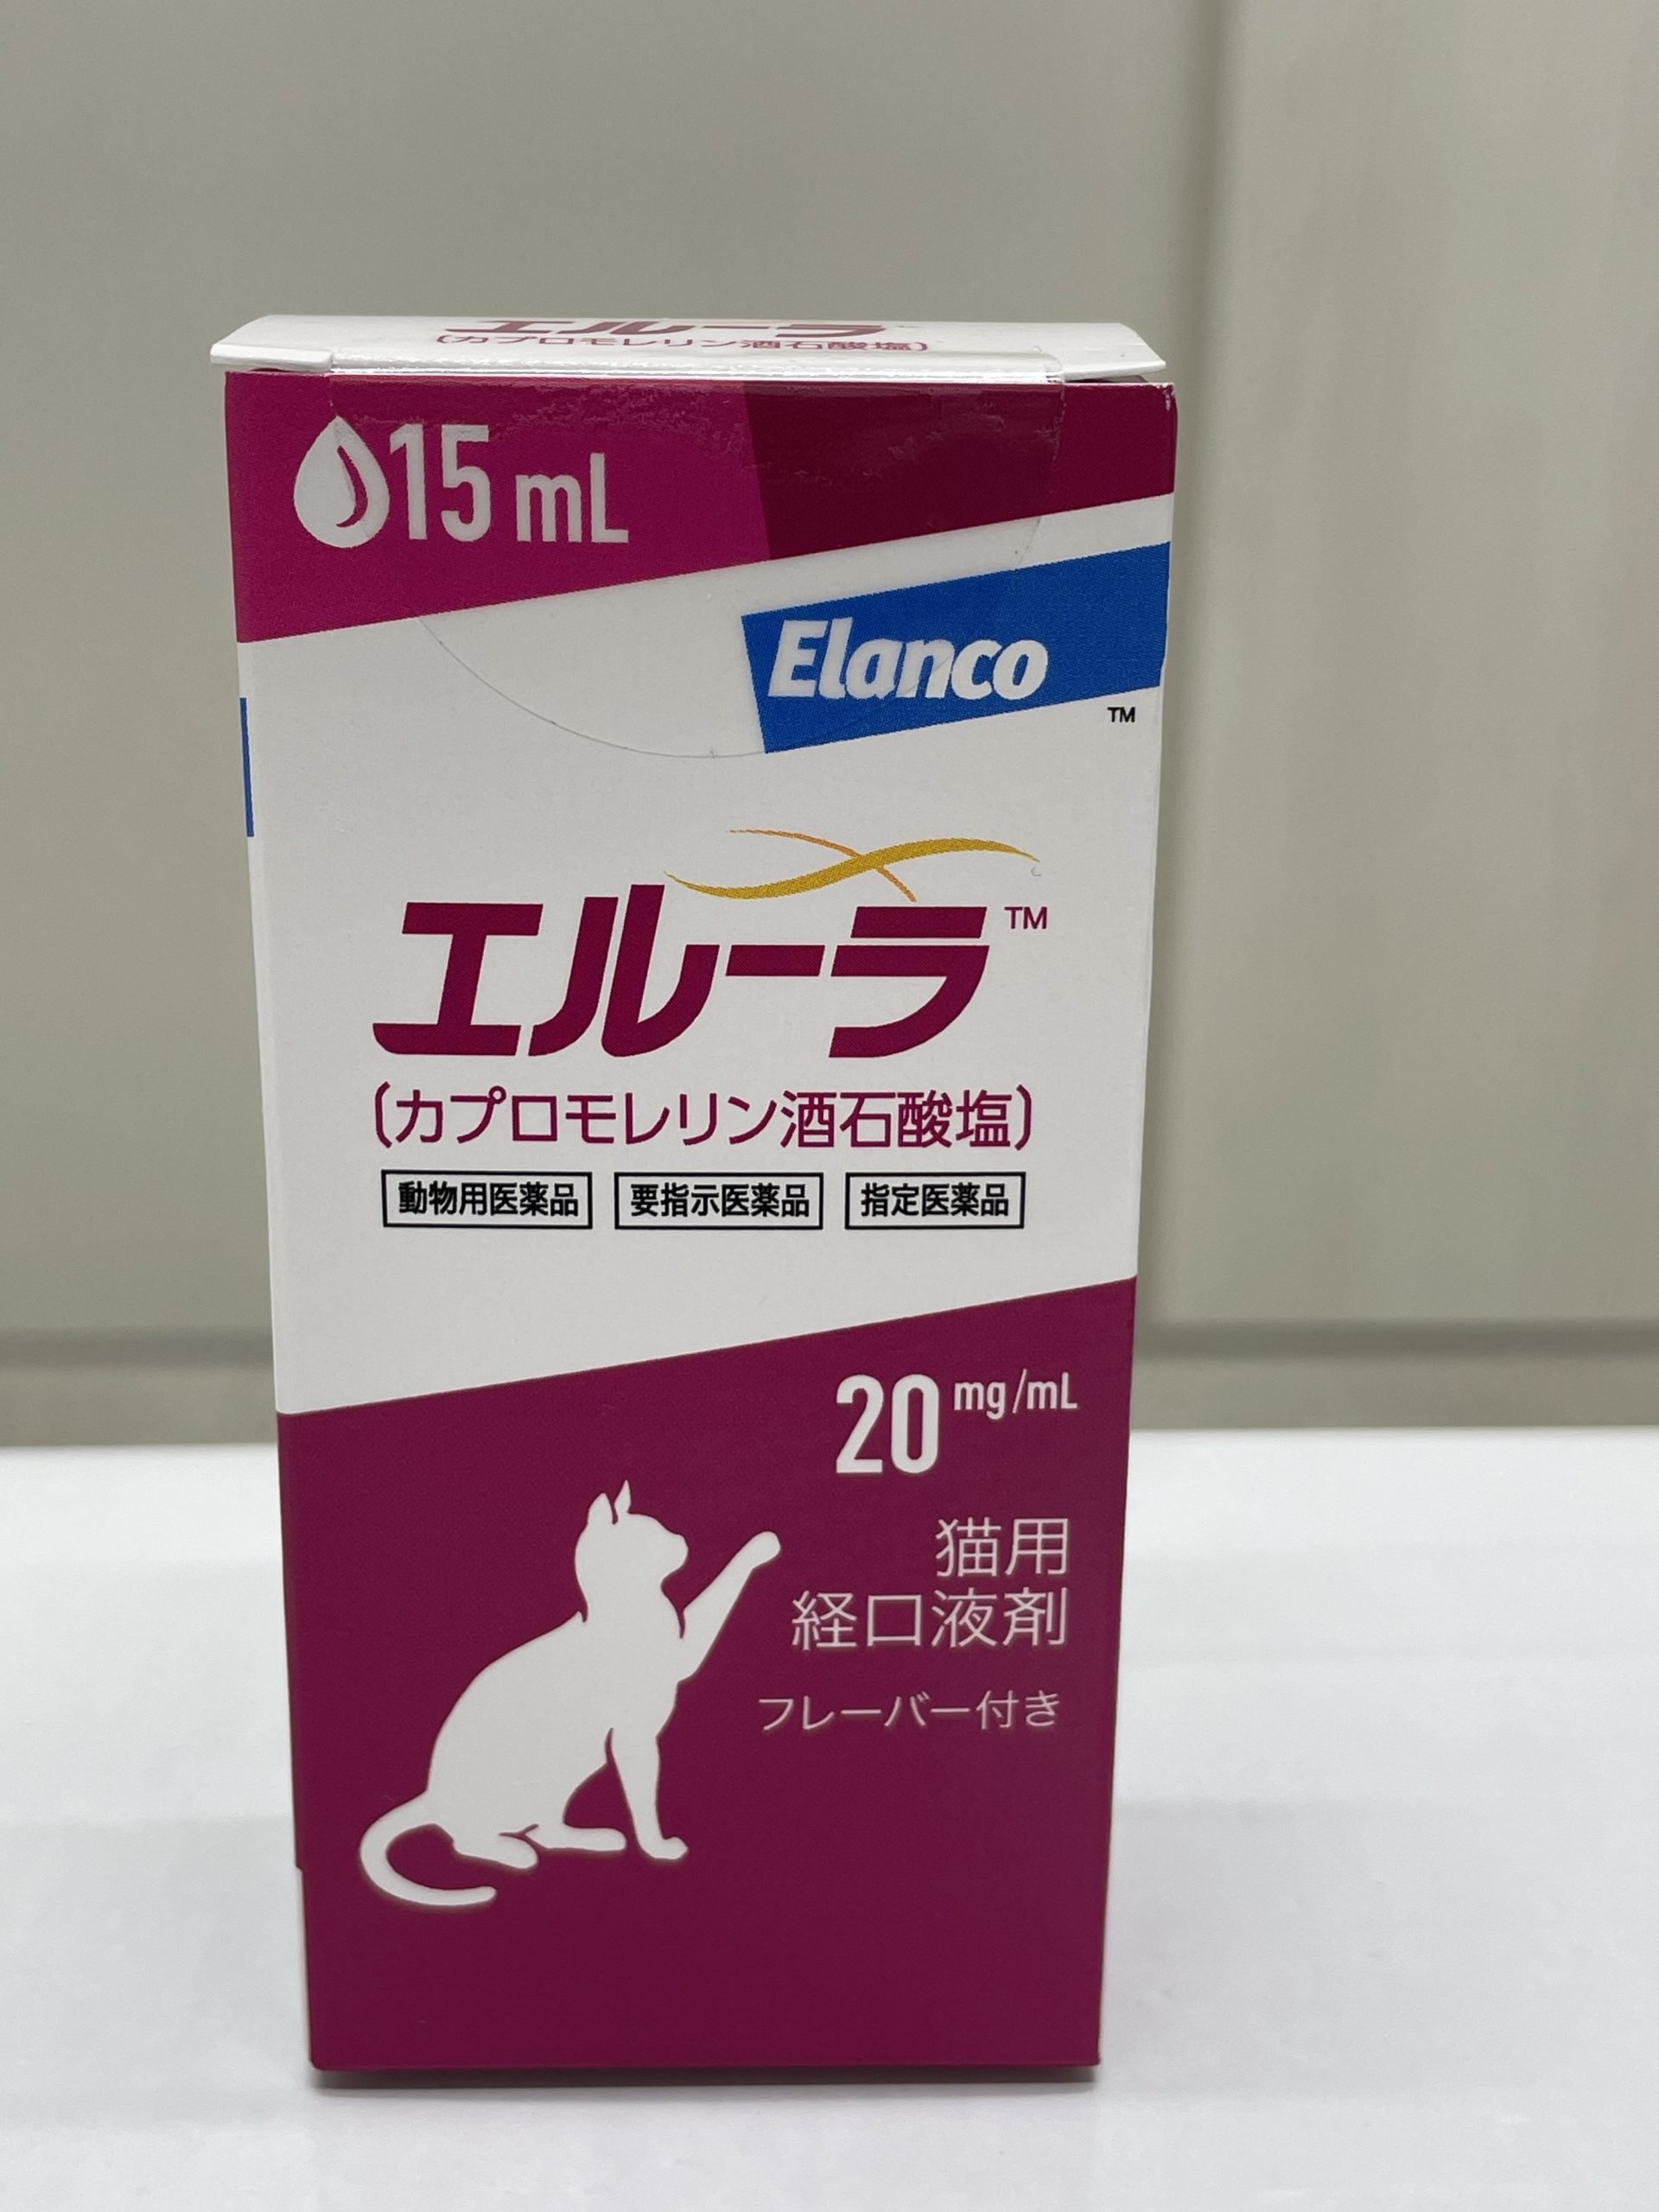 エルーラ
(カプロモレリン酒石酸塩)
15 mL
Elanco
TM
エルーラ™
(カプロモレリン酒石酸塩)
動物用医薬品 要指示医薬品 指定医薬品
20 mg/mL
猫用
経口液剤
フレーバー付き